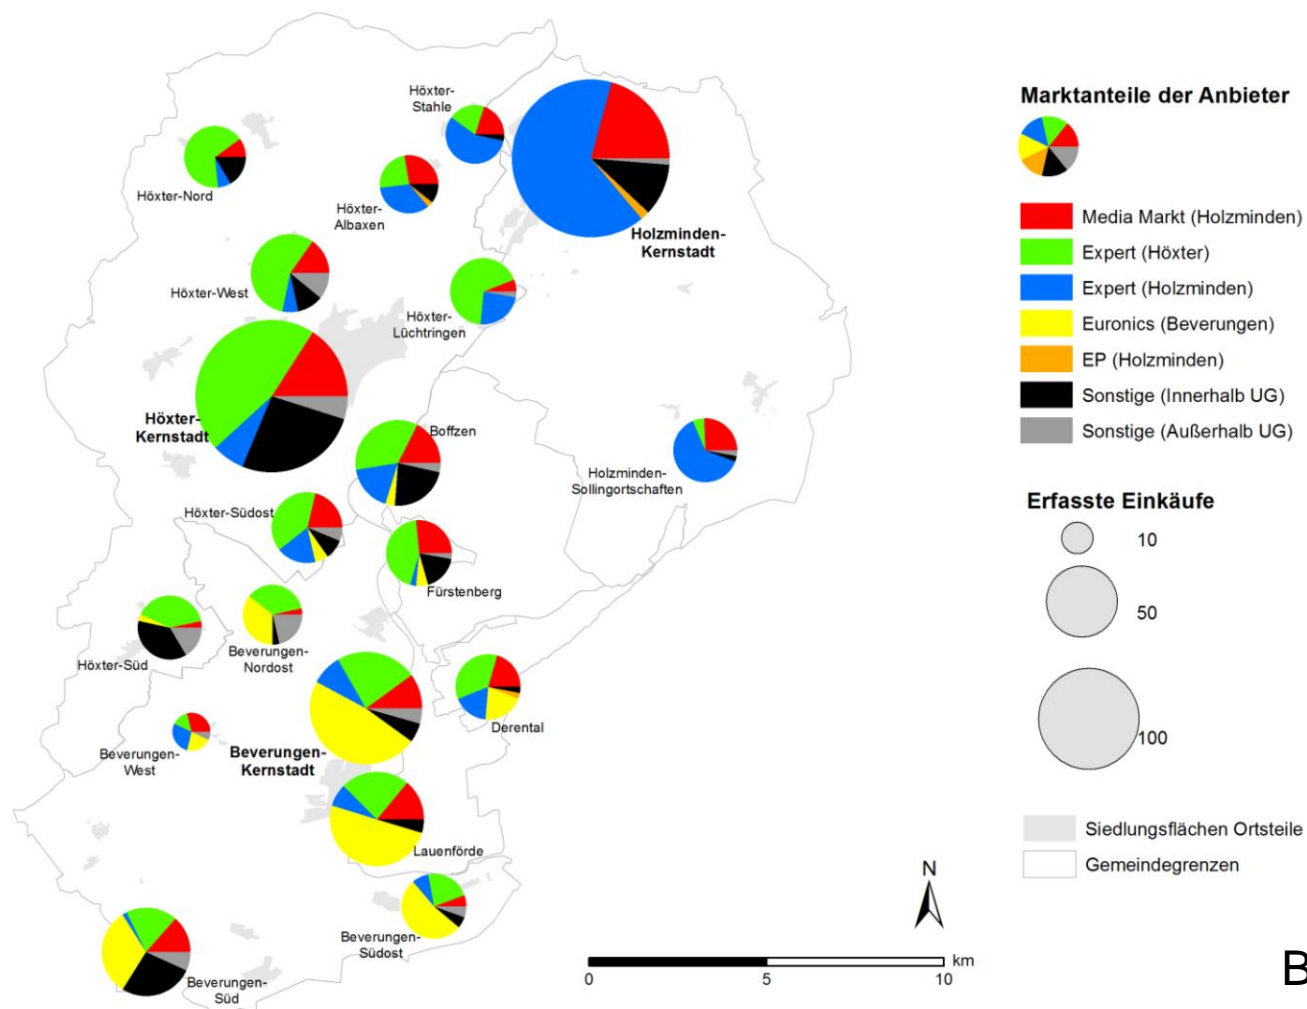 Höxter-
Stahle
Höxter-Nord
Höxter-
Albaxen
Holzminden-
Kernstadt
Höxter-West
Höxter-
Lüchtringen
Höxter-
Kernstadt
Boffzen
Holzminden-
Sollingortschaften
Höxter-Südost
Fürstenberg
Höxter-Süd
Beverungen-
Nordost
Derental
Beverungen-
West
Beverungen-
Kernstadt
Lauenförde
Beverungen-
Südost
Beverungen-
Süd
N
km
0
5
10
Marktanteile der Anbieter
Media Markt (Holzminden)
Expert (Höxter)
Expert (Holzminden)
Euronics (Beverungen)
EP (Holzminden)
Sonstige (Innerhalb UG)
Sonstige (Außerhalb UG)
Erfasste Einkäufe
10
50
100
Siedlungsflächen Ortsteile
Gemeindegrenzen
B